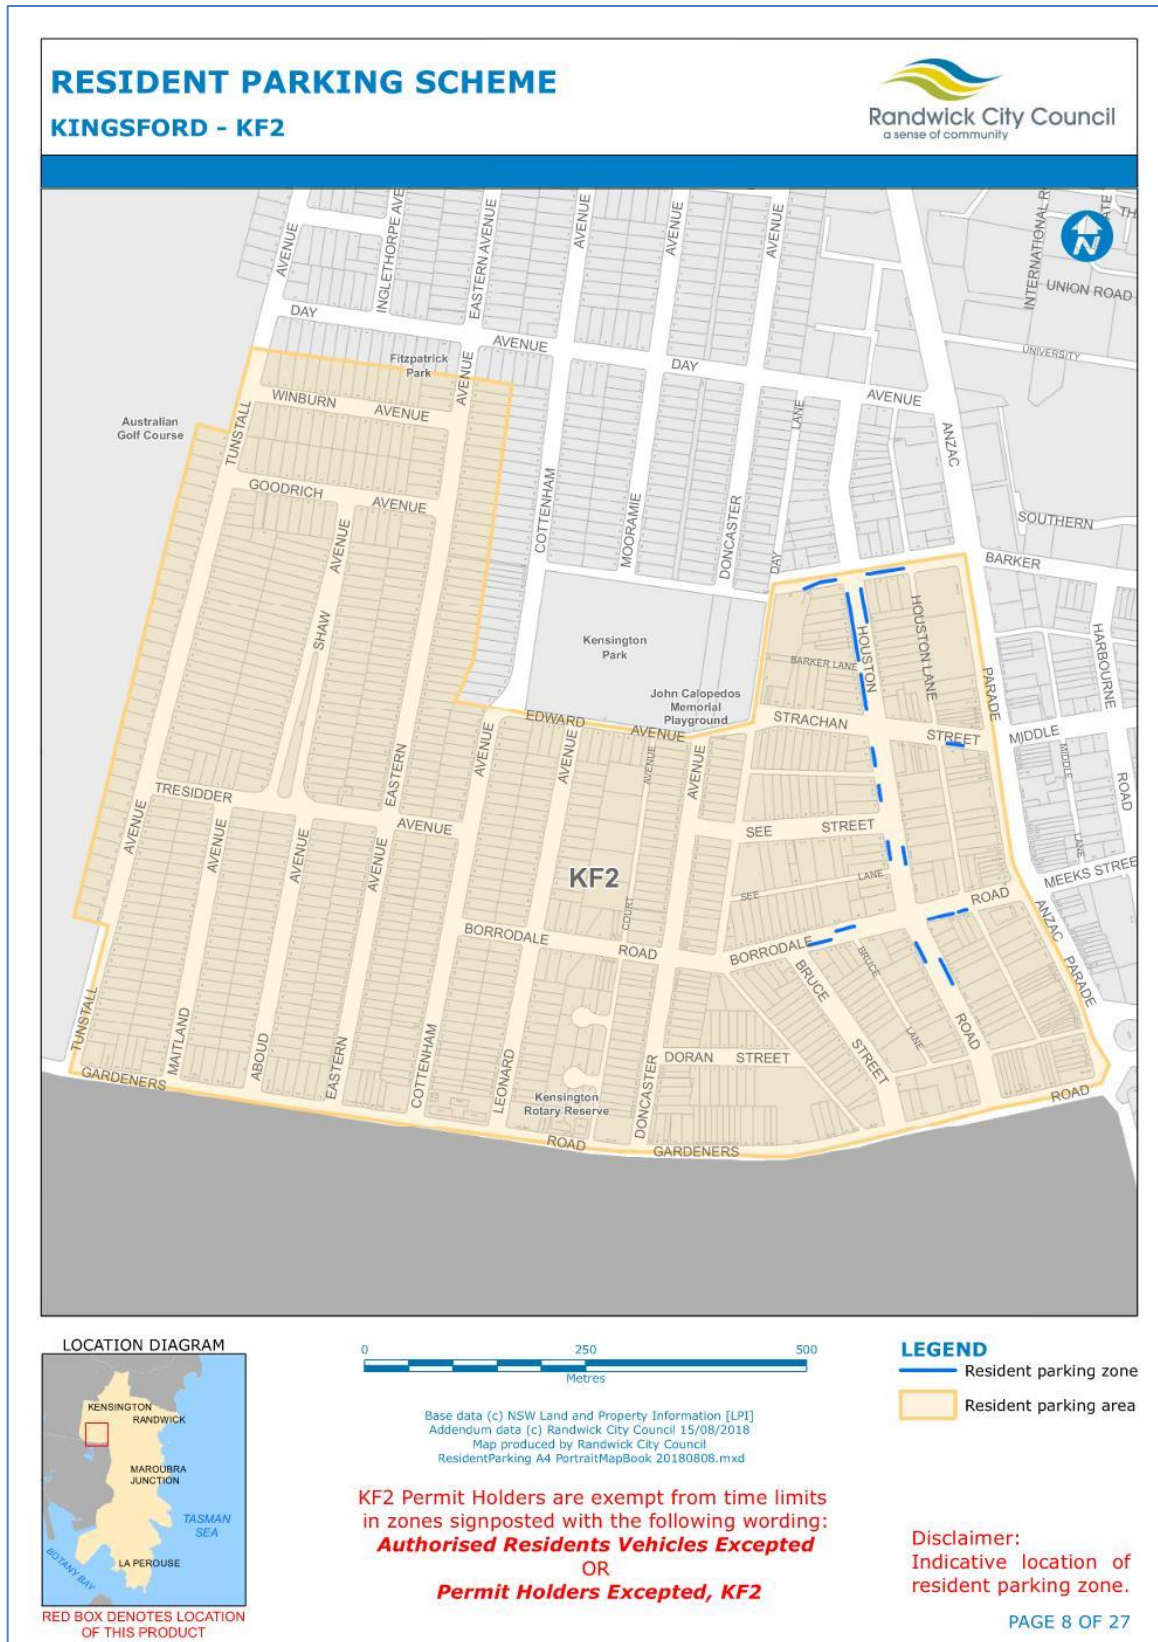 RESIDENT PARKING SCHEME
KINGSFORD - KF2
Randwick City Council
a sense of community
AVENUE
INGLETHORPE AVE
EASTERN AVENUE
AVENUE
AVENUE
AVENUE
INTERNATIONAL R
ATE
TH
N
UNION ROAD
UNIVERSITY
DAY
AVENUE
DAY
AVENUE
Fitzpatrick
Park
AVENUE
WINBURN AVENUE
Australian
Golf Course
TUNSTALL
LANE
ANZAC
GOODRICH AVENUE
COTTENHAM
MOORAMIE
DONCASTER
DAY
SOUTHERN
BARKER
SHAW
AVENUE
Kensington
Park
BARKER LANE
HOUSTON
HOUSTON LANE
HARBOURNE
PARADE
John Calopedos
Memorial
Playground
EDWARD
AVENUE
STRACHAN
STREET
MIDDLE
MIDDLE
LANE
ROAD
AVENUE
AVENUE
AVENUE
AVENUE
EASTERN
TRESIDDER
AVENUE
AVENUE
AVENUE
AVENUE
AVENUE
SEE STREET
KF2
COURT
SEE
LANE
MEEKS STREE
ROAD
ANZAC
PARADE
BORRODALE
ROAD
BORRODALE
BRUCE
STREET
BRUCE
LANE
ROAD
TUNSTALL
MAITLAND
ABOUD
EASTERN
COTTENHAM
LEONARD
DONCASTER
DORAN STREET
GARDENERS
Kensington
Rotary Reserve
ROAD
GARDENERS
ROAD
LOCATION DIAGRAM
KENSINGTON
RANDWICK
MAROUBRA
JUNCTION
TASMAN
SEA
BOTANY BAY
LA PEROUSE
RED BOX DENOTES LOCATION
OF THIS PRODUCT
0 250 500
Metres
Base data (c) NSW Land and Property Information [LPI]
Addendum data (c) Randwick City Council 15/08/2018
Map produced by Randwick City Council
ResidentParking A4 PortraitMapBook 20180808.mxd
KF2 Permit Holders are exempt from time limits
in zones signposted with the following wording:
Authorised Residents Vehicles Excepted
OR
Permit Holders Excepted, KF2
LEGEND
Resident parking zone
Resident parking area
Disclaimer:
Indicative location of
resident parking zone.
PAGE 8 OF 27